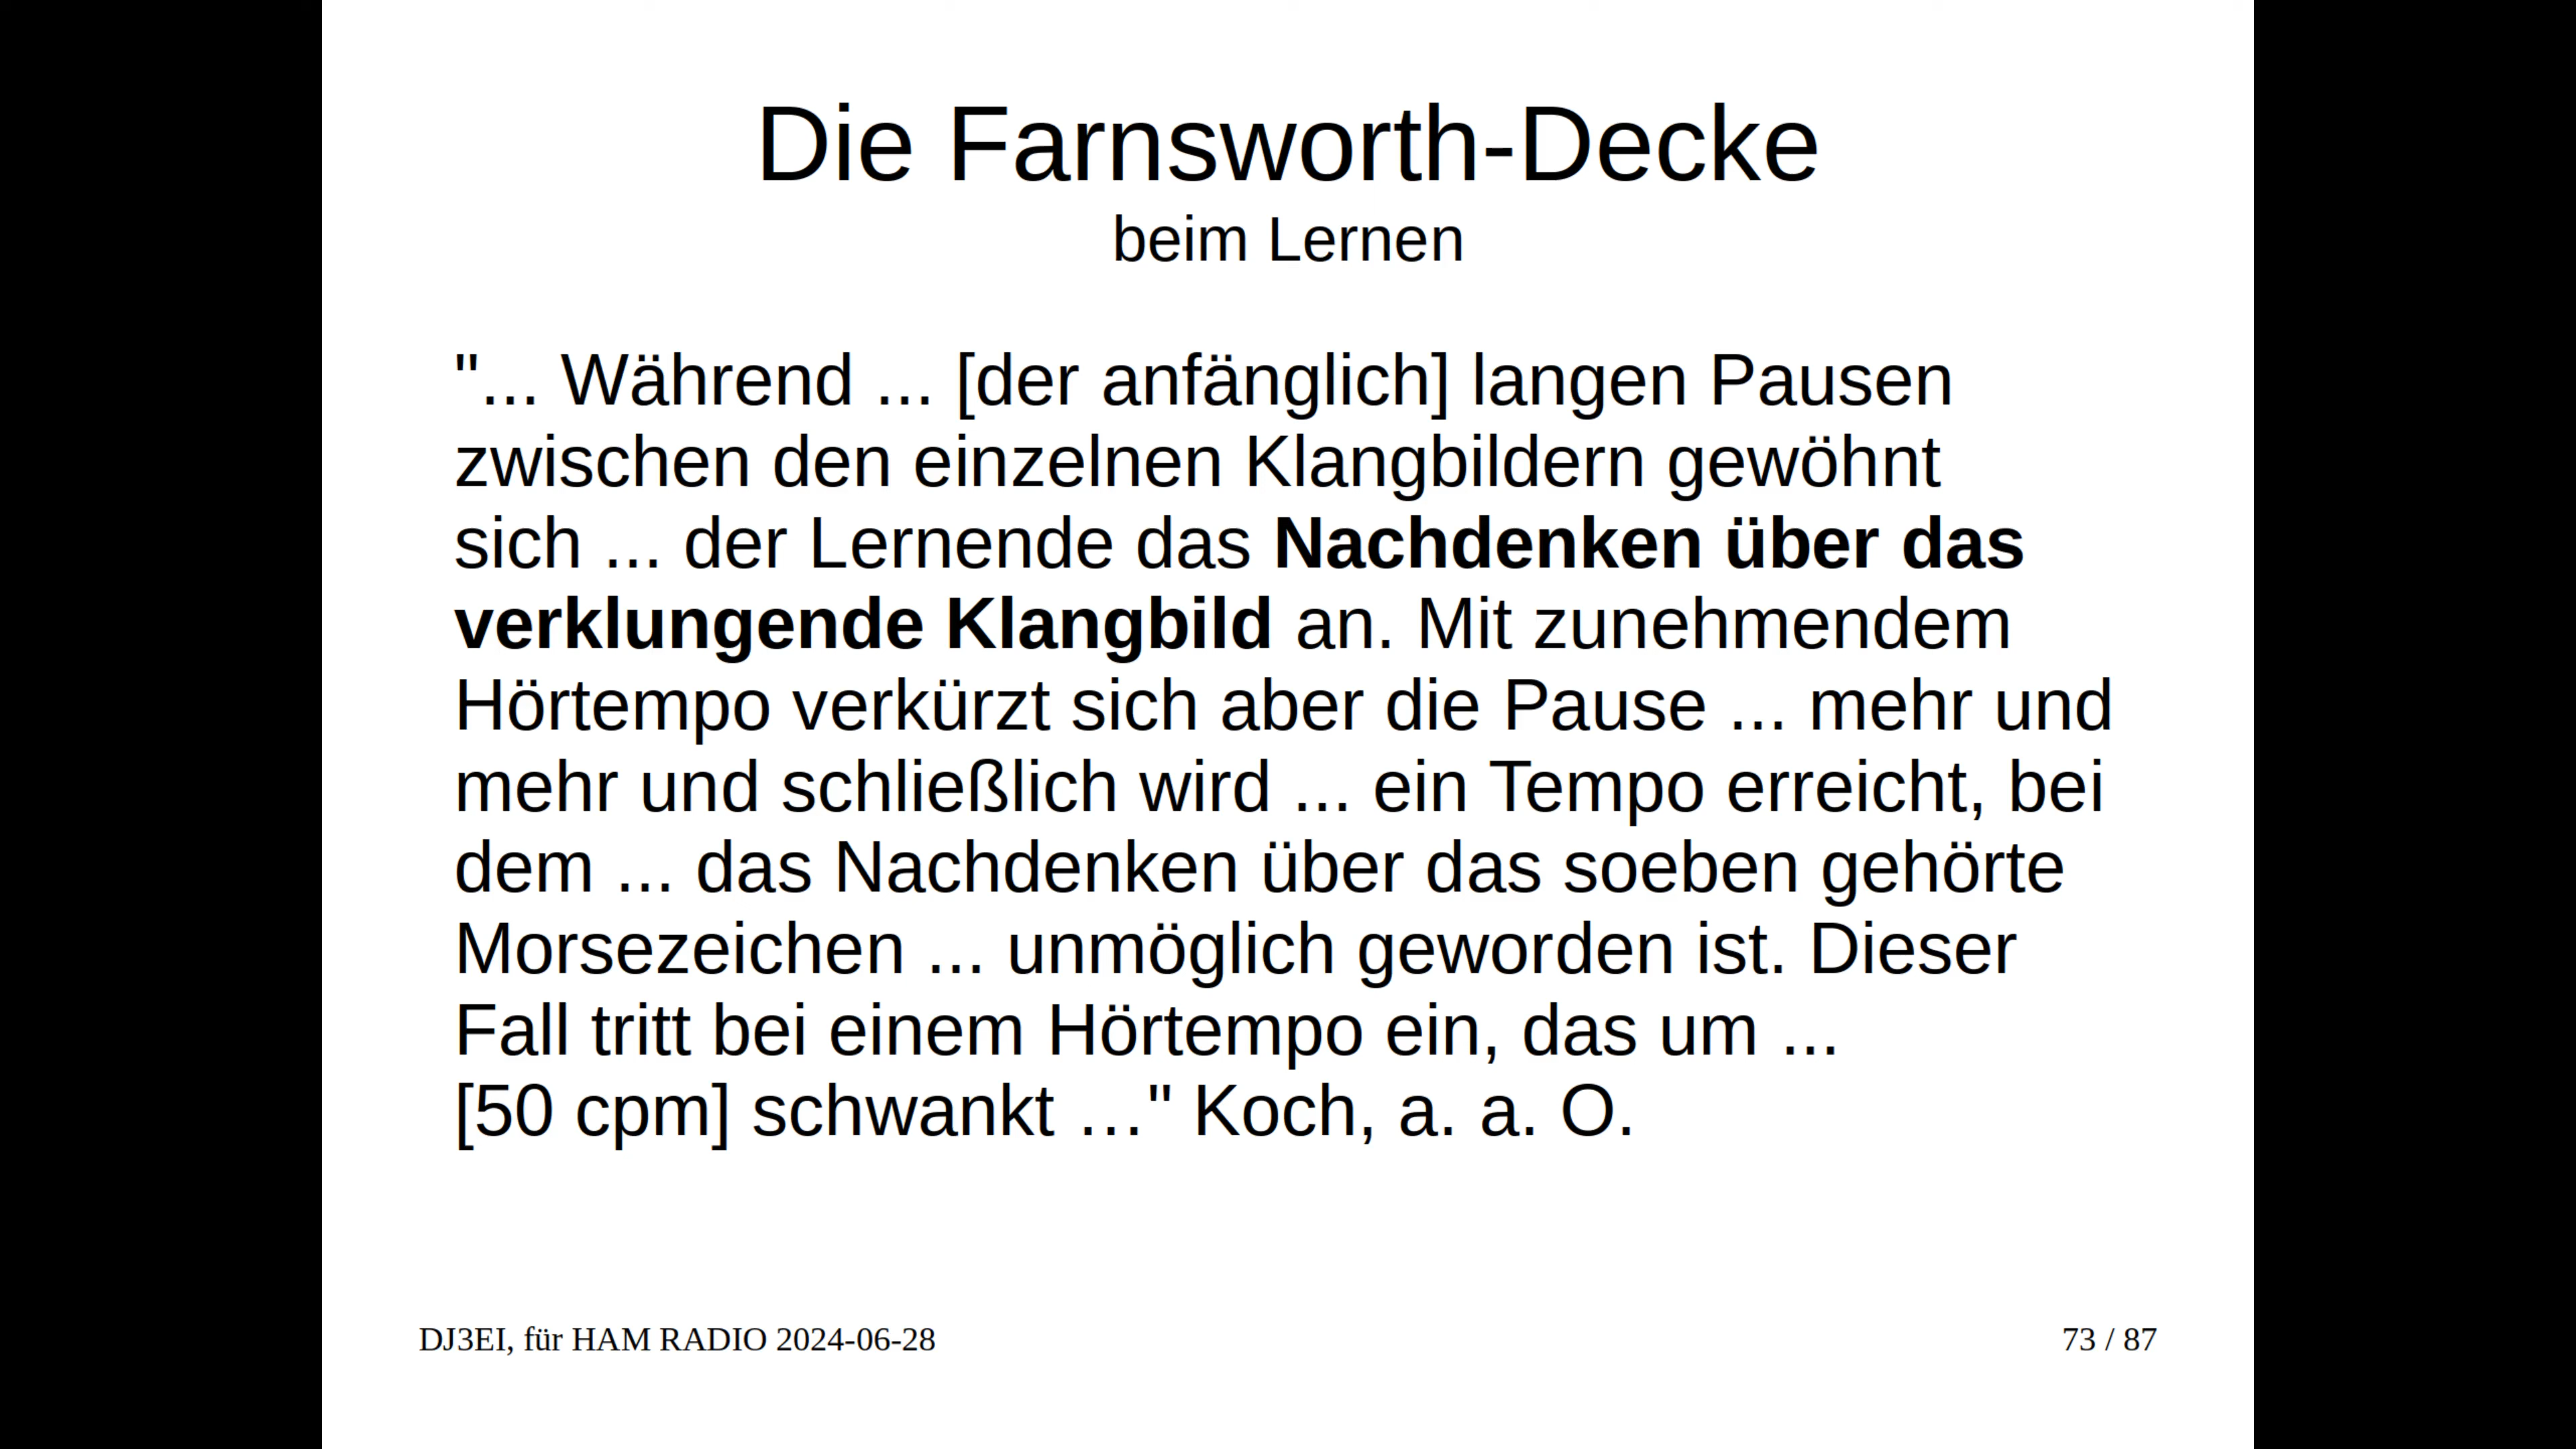 Die Farnsworth-Decke
beim Lernen
"... Während ... [der anfänglich] langen Pausen
zwischen den einzelnen Klangbildern gewöhnt
sich ... der Lernende das Nachdenken über das
verklungende Klangbild an. Mit zunehmendem
Hörtempo verkürzt sich aber die Pause ... mehr und
mehr und schließlich wird ... ein Tempo erreicht, bei
dem ... das Nachdenken über das soeben gehörte
Morsezeichen ... unmöglich geworden ist. Dieser
Fall tritt bei einem Hörtempo ein, das um ...
[50 cpm] schwankt …" Koch, a. a. O.
DJ3EI, für HAM RADIO 2024-06-28
73 / 87